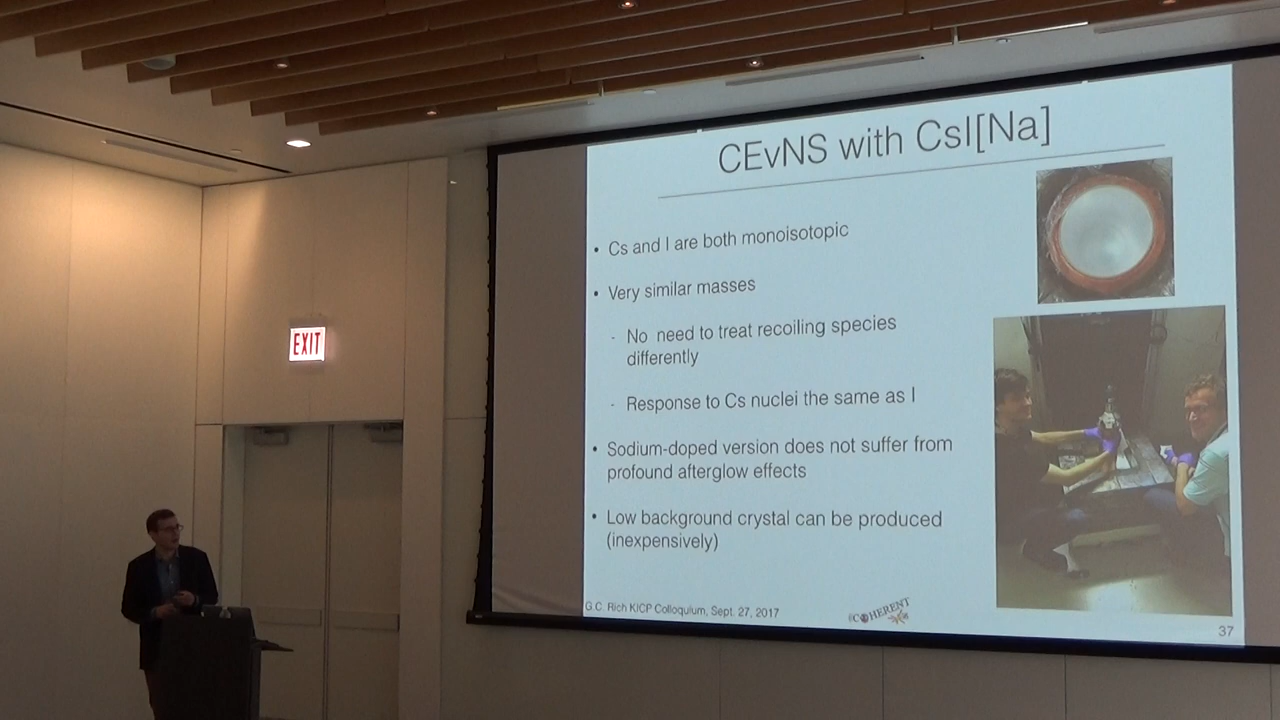 CEvNS with CsI[Na]
• Cs and I are both monoisotopic
• Very similar masses
- No need to treat recoiling species
differently
- Response to Cs nuclei the same as I
• Sodium-doped version does not suffer from
profound afterglow effects
• Low background crystal can be produced
(inexpensively)
EXIT
G.C. Rich KICP Colloquium, Sept. 27, 2017
COHERENT
37